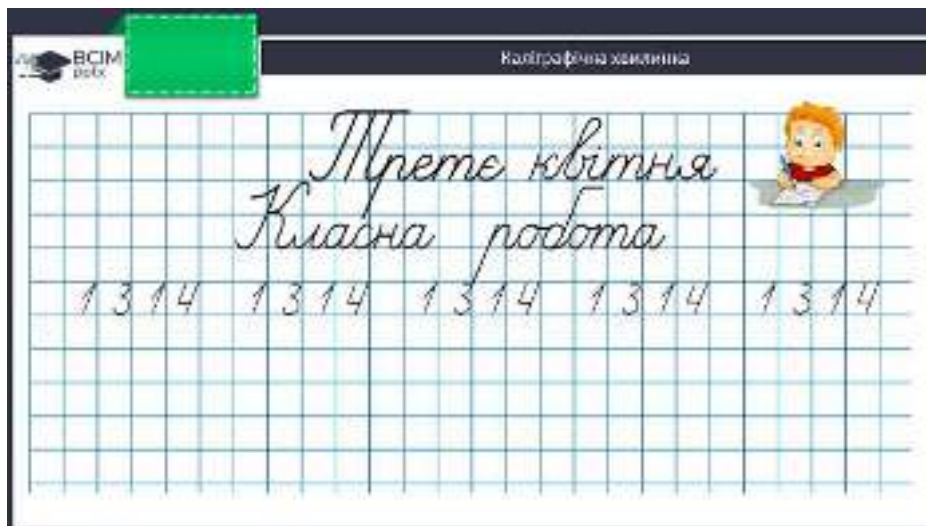 ВСІМ
pptx
Каліграфічна хвилинка
Третє квітня
Класна робота
1 3 1 4 1 3 1 4 1 3 1 4 1 3 1 4 1 3 1 4